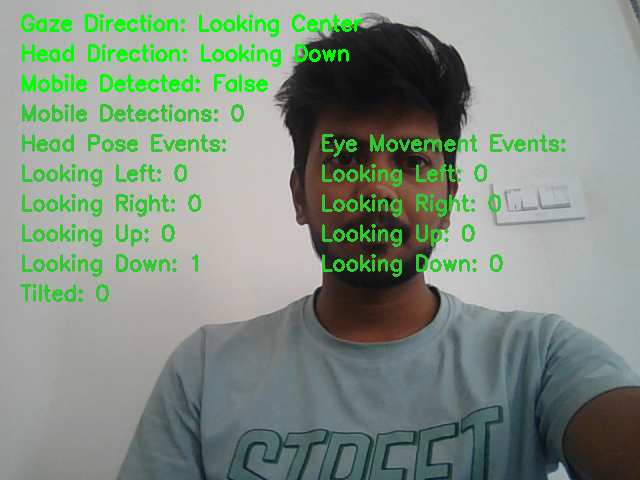 Gaze Direction: Looking Center
Head Direction: Looking Down
Mobile Detected: False
Mobile Detections: 0
Head Pose Events:
Looking Left: 0
Looking Right: 0
Looking Up: 0
Looking Down: 1
Tilted: 0
Eye Movement Events:
Looking Left: 0
Looking Right: 0
Looking Up: 0
Looking Down: 0
STREET